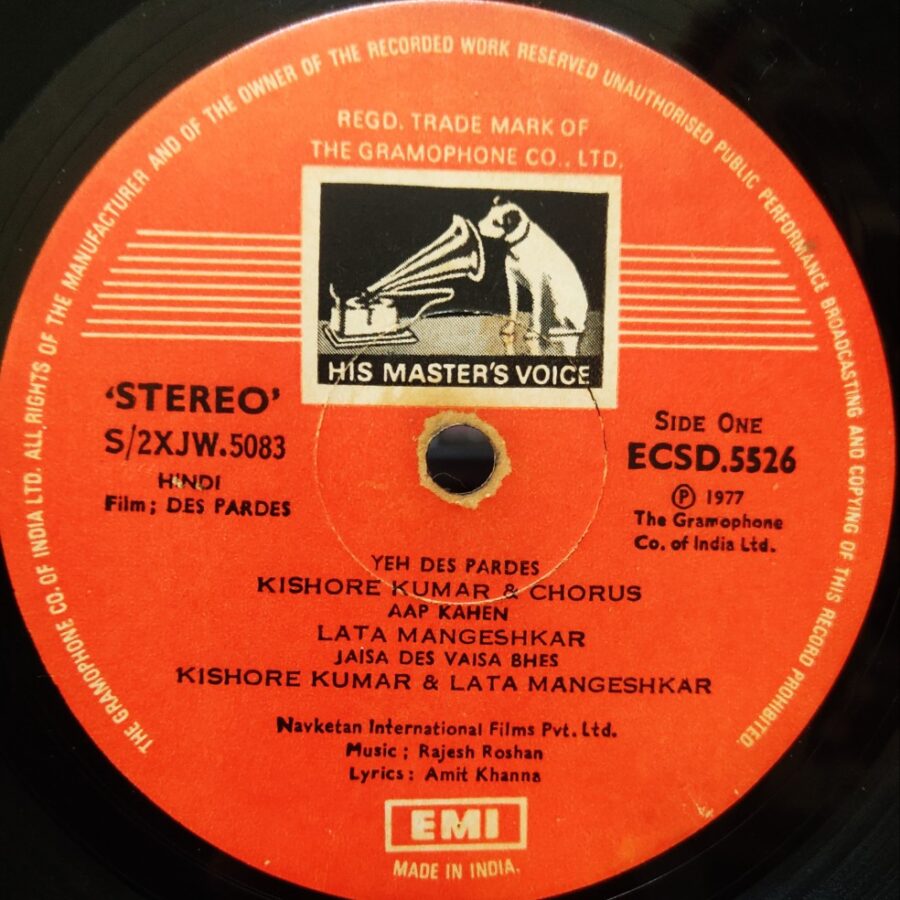 THE GRAMOPHONE CO. OF INDIA LTD. ALL RIGHTS OF THE MANUFACTURER AND OF THE OWNER OF THE RECORDED WORK RESERVED UNAUTHORISED PUBLIC PERFORMANCE BROADCASTING AND COPYING OF THIS RECORD PROHIBITED.
REGD. TRADE MARK OF
THE GRAMOPHONE CO., LTD.
HIS MASTER'S VOICE
'STEREO'
S/2XJW.5083
HINDI
Film; DES PARDES
SIDE ONE
ECSD.5526
Ⓟ 1977
The Gramophone
Co. of India Ltd.
YEH DES PARDES
KISHORE KUMAR & CHORUS
AAP KAHEN
LATA MANGESHKAR
JAISA DES VAISA BHES
KISHORE KUMAR & LATA MANGESHKAR
Navketan International Films Pvt. Ltd.
Music; Rajesh Roshan
Lyrics: Amit Khanna
EMI
MADE IN INDIA.